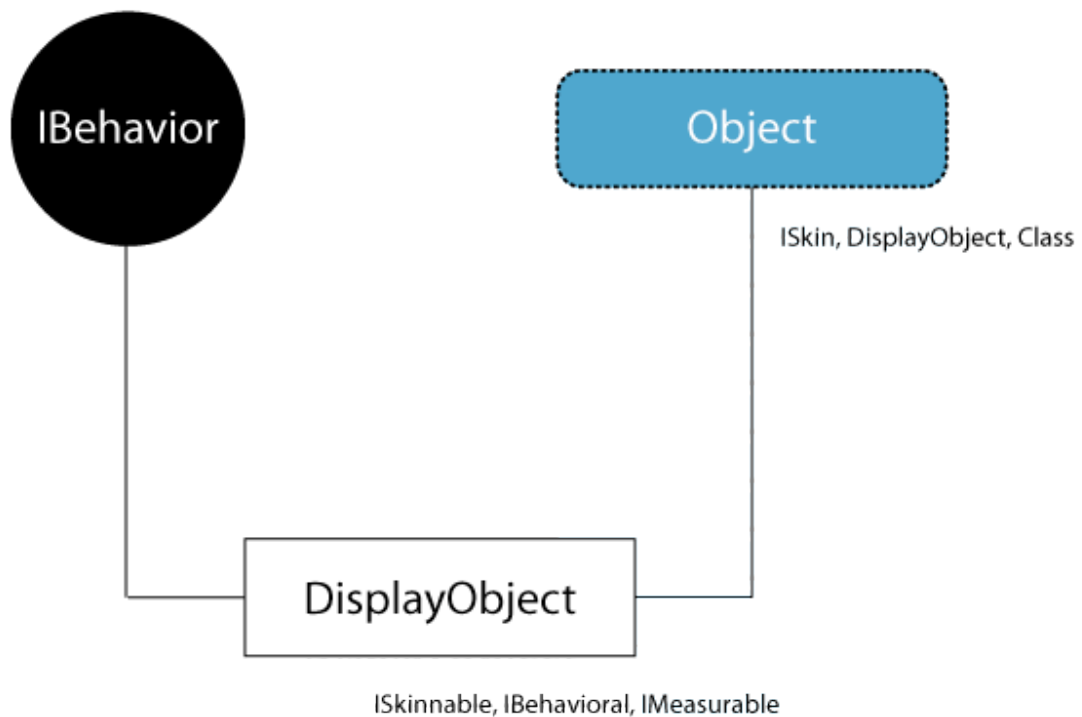 IBehavior
Object
ISkin, DisplayObject, Class
DisplayObject
ISkinnable, IBehavioral, IMeasurable